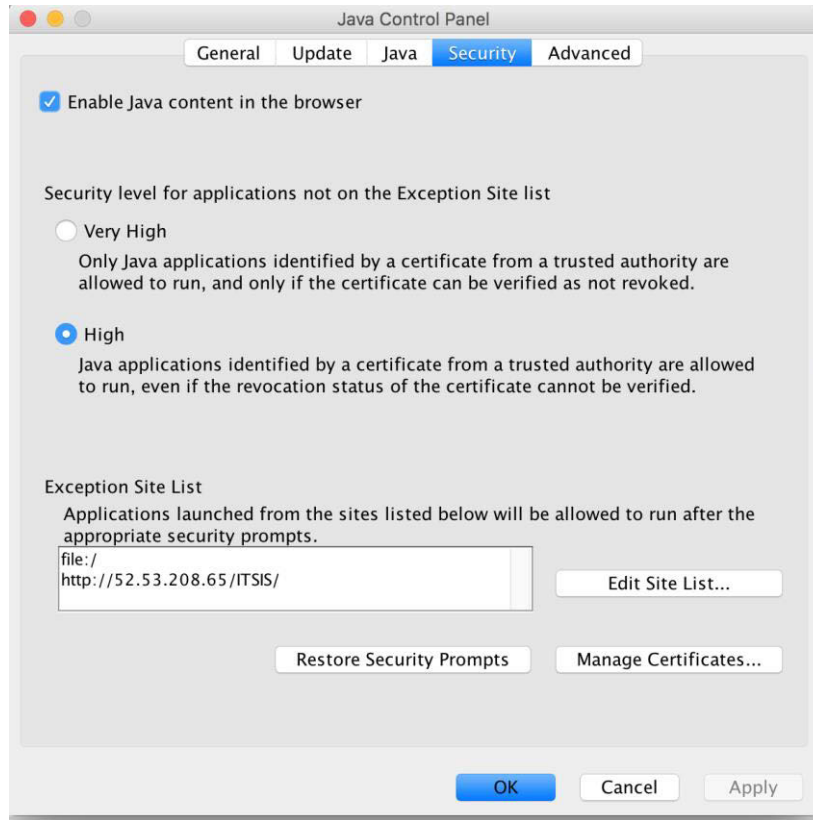 Java Control Panel
General Update Java Security Advanced
Enable Java content in the browser
Security level for applications not on the Exception Site list
Very High
Only Java applications identified by a certificate from a trusted authority are
allowed to run, and only if the certificate can be verified as not revoked.
High
Java applications identified by a certificate from a trusted authority are allowed
to run, even if the revocation status of the certificate cannot be verified.
Exception Site List
Applications launched from the sites listed below will be allowed to run after the
appropriate security prompts.
file:/
http://52.53.208.65/ITSIS/
Edit Site List...
Restore Security Prompts Manage Certificates...
OK Cancel Apply